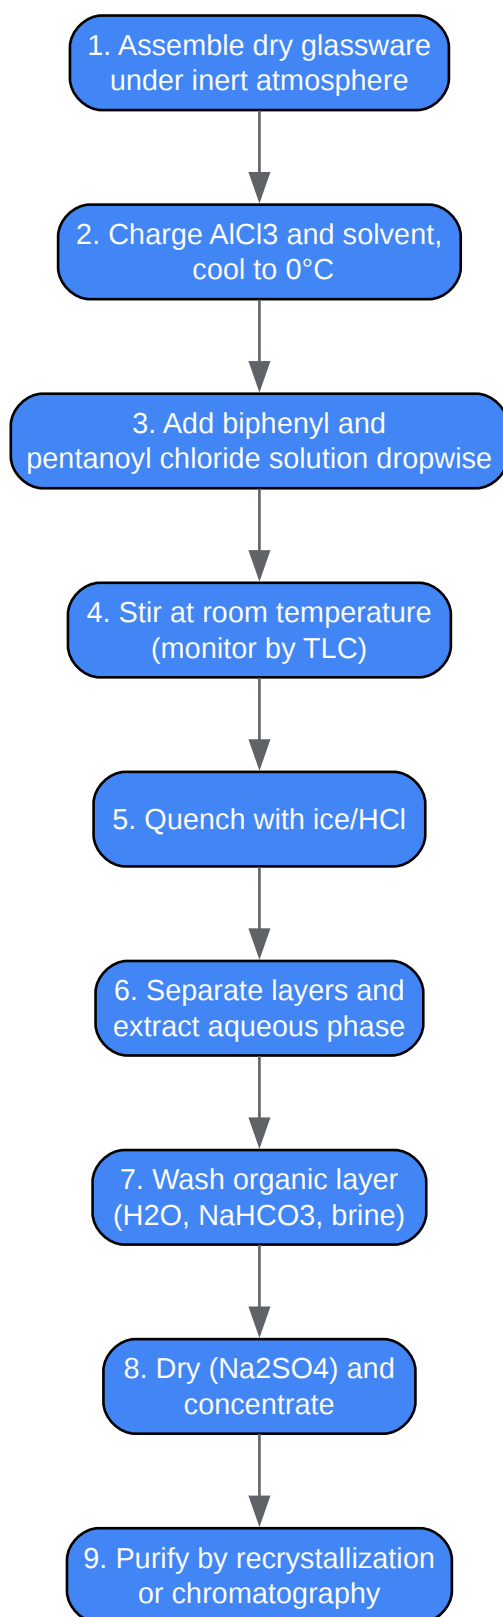 1. Assemble dry glassware
under inert atmosphere
2. Charge AlCl3 and solvent,
cool to 0°C
3. Add biphenyl and
pentanoyl chloride solution dropwise
4. Stir at room temperature
(monitor by TLC)
5. Quench with ice/HCl
6. Separate layers and
extract aqueous phase
7. Wash organic layer
(H2O, NaHCO3, brine)
8. Dry (Na2SO4) and
concentrate
9. Purify by recrystallization
or chromatography